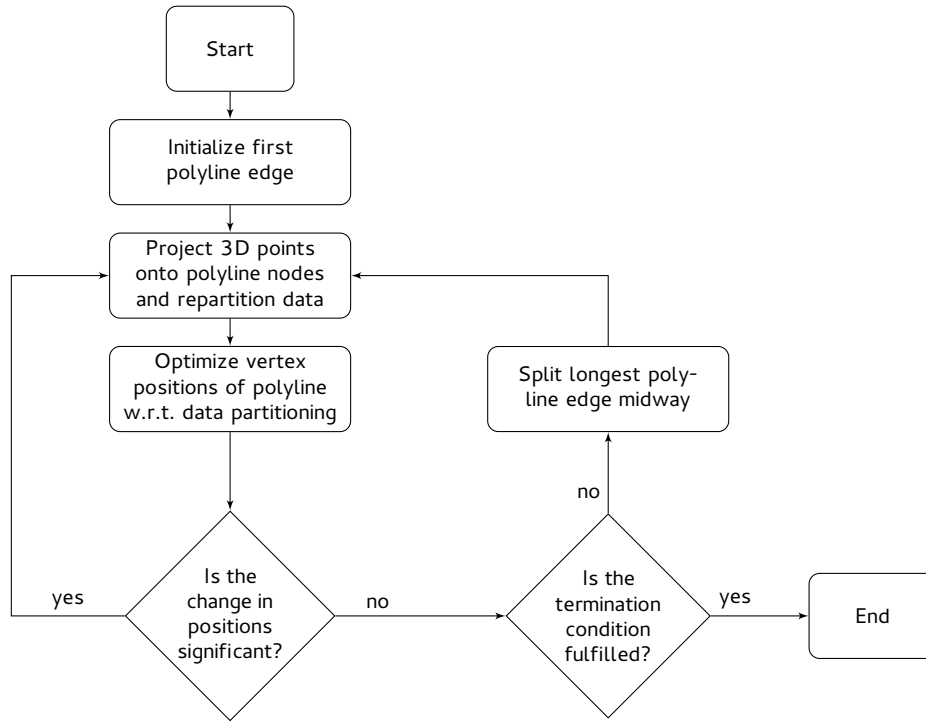 Start
Initialize first
polyline edge
Project 3D points
onto polyline nodes
and repartition data
Optimize vertex
positions of polyline
w.r.t. data partitioning
Split longest poly-
line edge midway
no
Is the
change in
positions
significant?
yes
no
Is the
termination
condition
fulfilled?
yes
End